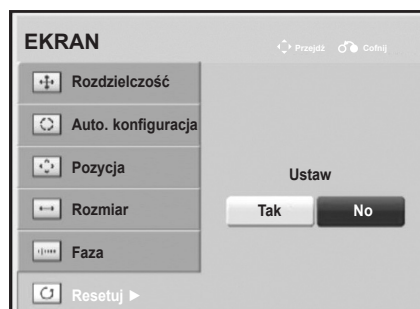 EKRAN
Przejdź Cofnij
Rozdzielczość
Auto. konfiguracja
Pozycja
Rozmiar
Faza
Resetuj ►
Ustaw
Tak No